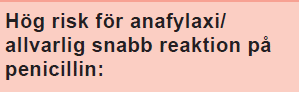 Hög risk för anafylaxi/
allvarlig snabb reaktion på
penicillin: